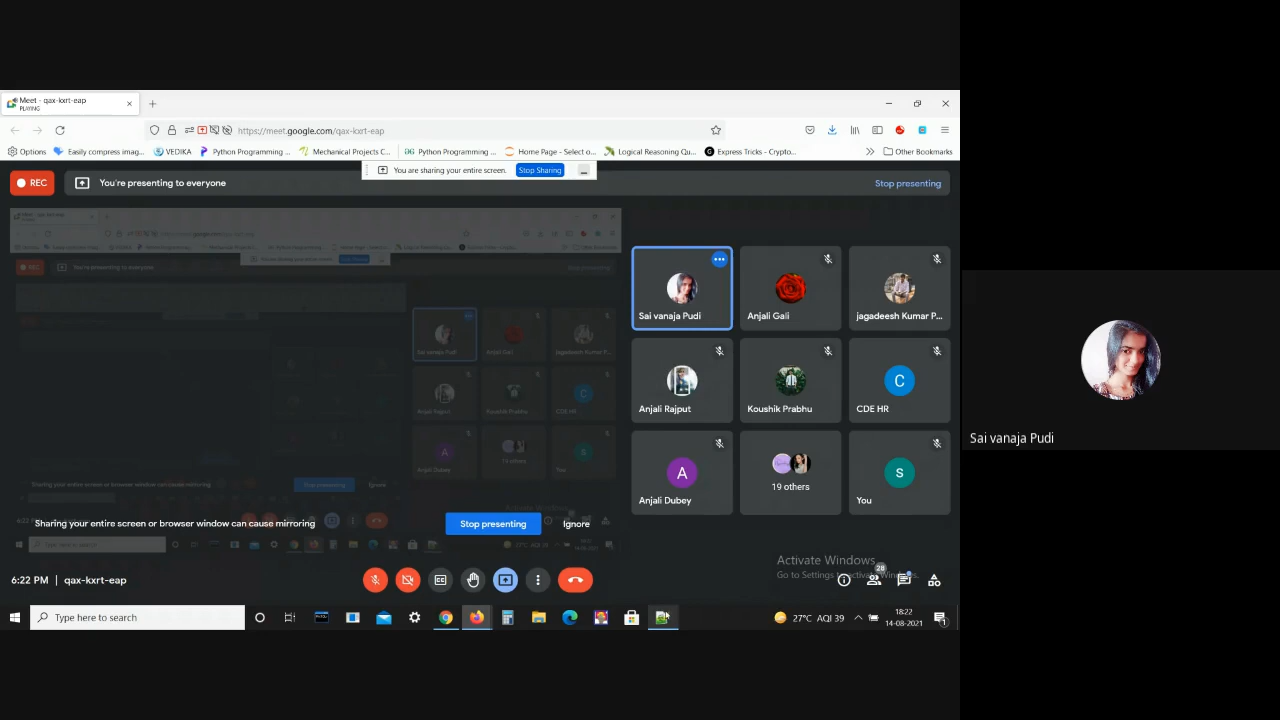 Meet - qax-kxrt-eap
PLAYING
https://meet.google.com/qax-kxrt-eap
Options
Easily compress imag...
VEDIKA
Python Programming ...
Mechanical Projects C...
Python Programming ...
Home Page - Select o...
Logical Reasoning Qu...
Express Tricks - Crypto...
Other Bookmarks
You are sharing your entire screen.
Stop Sharing
REC
You're presenting to everyone
Stop presenting
Sai vanaja Pudi
Anjali Gali
jagadeesh Kumar P...
Anjali Rajput
Koushik Prabhu
C
CDE HR
A
Anjali Dubey
19 others
S
You
Sai vanaja Pudi
Sharing your entire screen or browser window can cause mirroring
Stop presenting
Ignore
Activate Windows
Go to Settings to activate Windows.
6:22 PM | qax-kxrt-eap
28
Type here to search
27°C AQI 39
18:22
14-08-2021
1